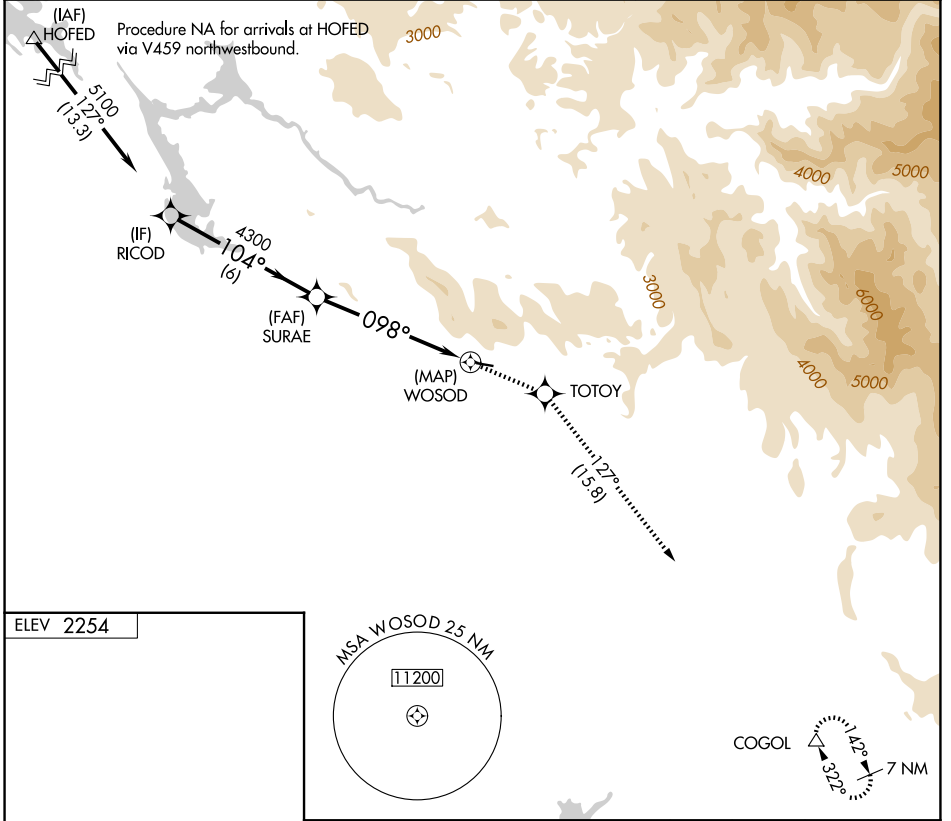 (IAF)
HOFED
Procedure NA for arrivals at HOFED
via V459 northwestbound.
3000
5100
127°
(13.3)
4000
5000
(IF)
RICOD
4300
104°
(6)
3000
6000
(FAF)
SURAE
098°
(MAP)
WOSOD
TOTOY
4000
5000
127°
(15.8)
ELEV 2254
MSA WOSOD 25 NM
11200
COGOL
142°
322°
7 NM